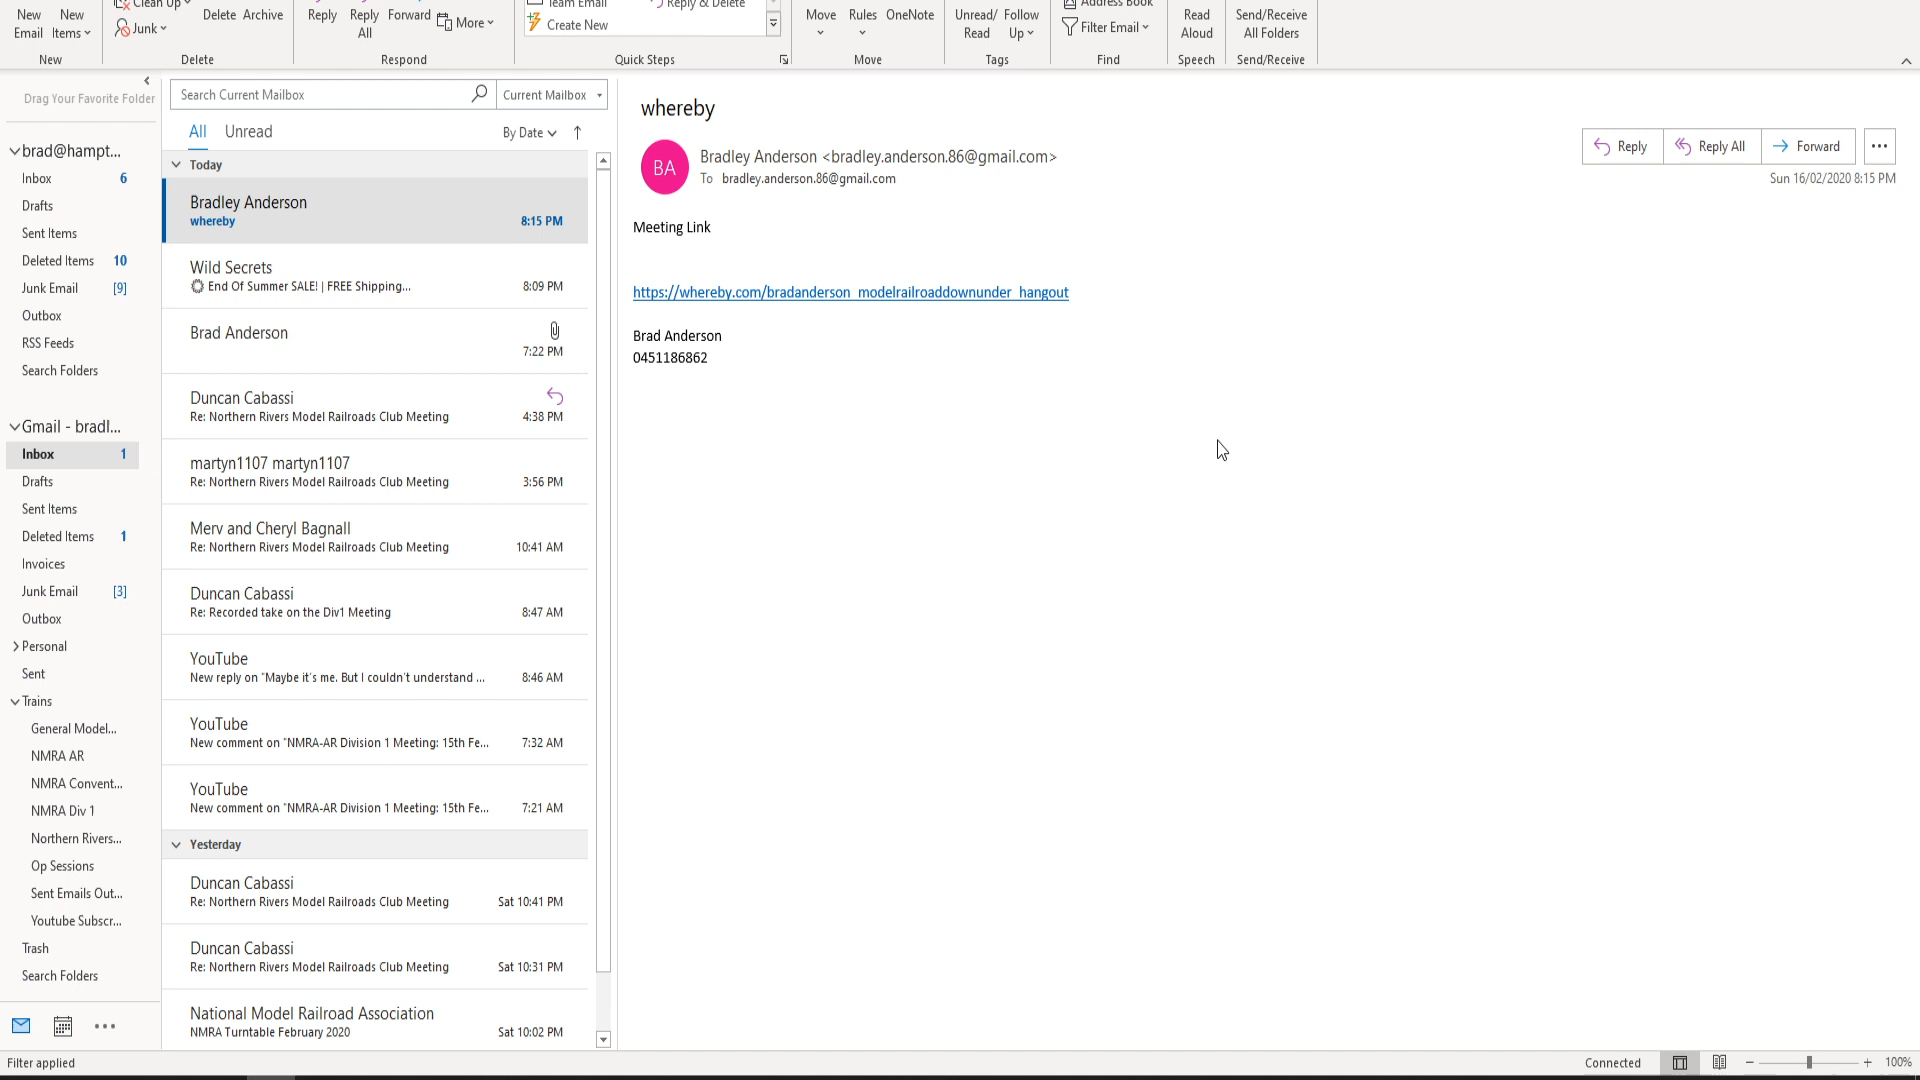 New Email
New Items
Clean Up
Junk
Delete
Archive
Reply
Reply All
Forward
More
Team Email
Reply & Delete
Create New
Move
Rules
OneNote
Unread/ Read
Follow Up
Address Book
Filter Email
Read Aloud
Send/Receive All Folders
New
Delete
Respond
Quick Steps
Move
Tags
Find
Speech
Send/Receive
Drag Your Favorite Folder
brad@hampt...
Inbox 6
Drafts
Sent Items
Deleted Items 10
Junk Email [9]
Outbox
RSS Feeds
Search Folders
Gmail - bradl...
Inbox 1
Drafts
Sent Items
Deleted Items 1
Invoices
Junk Email [3]
Outbox
Personal
Sent
Trains
General Model...
NMRA AR
NMRA Convent...
NMRA Div 1
Northern Rivers...
Op Sessions
Sent Emails Out...
Youtube Subscr...
Trash
Search Folders
Search Current Mailbox
Current Mailbox
All Unread
By Date
Today
Bradley Anderson
whereby 8:15 PM
Wild Secrets
End Of Summer SALE! | FREE Shipping... 8:09 PM
Brad Anderson
7:22 PM
Duncan Cabassi
Re: Northern Rivers Model Railroads Club Meeting 4:38 PM
martyn1107 martyn1107
Re: Northern Rivers Model Railroads Club Meeting 3:56 PM
Merv and Cheryl Bagnall
Re: Northern Rivers Model Railroads Club Meeting 10:41 AM
Duncan Cabassi
Re: Recorded take on the Div1 Meeting 8:47 AM
YouTube
New reply on "Maybe it's me. But I couldn't understand ... 8:46 AM
YouTube
New comment on "NMRA-AR Division 1 Meeting: 15th Fe... 7:32 AM
YouTube
New comment on "NMRA-AR Division 1 Meeting: 15th Fe... 7:21 AM
Yesterday
Duncan Cabassi
Re: Northern Rivers Model Railroads Club Meeting Sat 10:41 PM
Duncan Cabassi
Re: Northern Rivers Model Railroads Club Meeting Sat 10:31 PM
National Model Railroad Association
NMRA Turntable February 2020 Sat 10:02 PM
whereby
BA
Bradley Anderson <bradley.anderson.86@gmail.com>
To bradley.anderson.86@gmail.com
Reply
Reply All
Forward
Sun 16/02/2020 8:15 PM
Meeting Link
https://whereby.com/bradanderson_modelrailroaddownunder_hangout
Brad Anderson
0451186862
Filter applied
Connected
100%